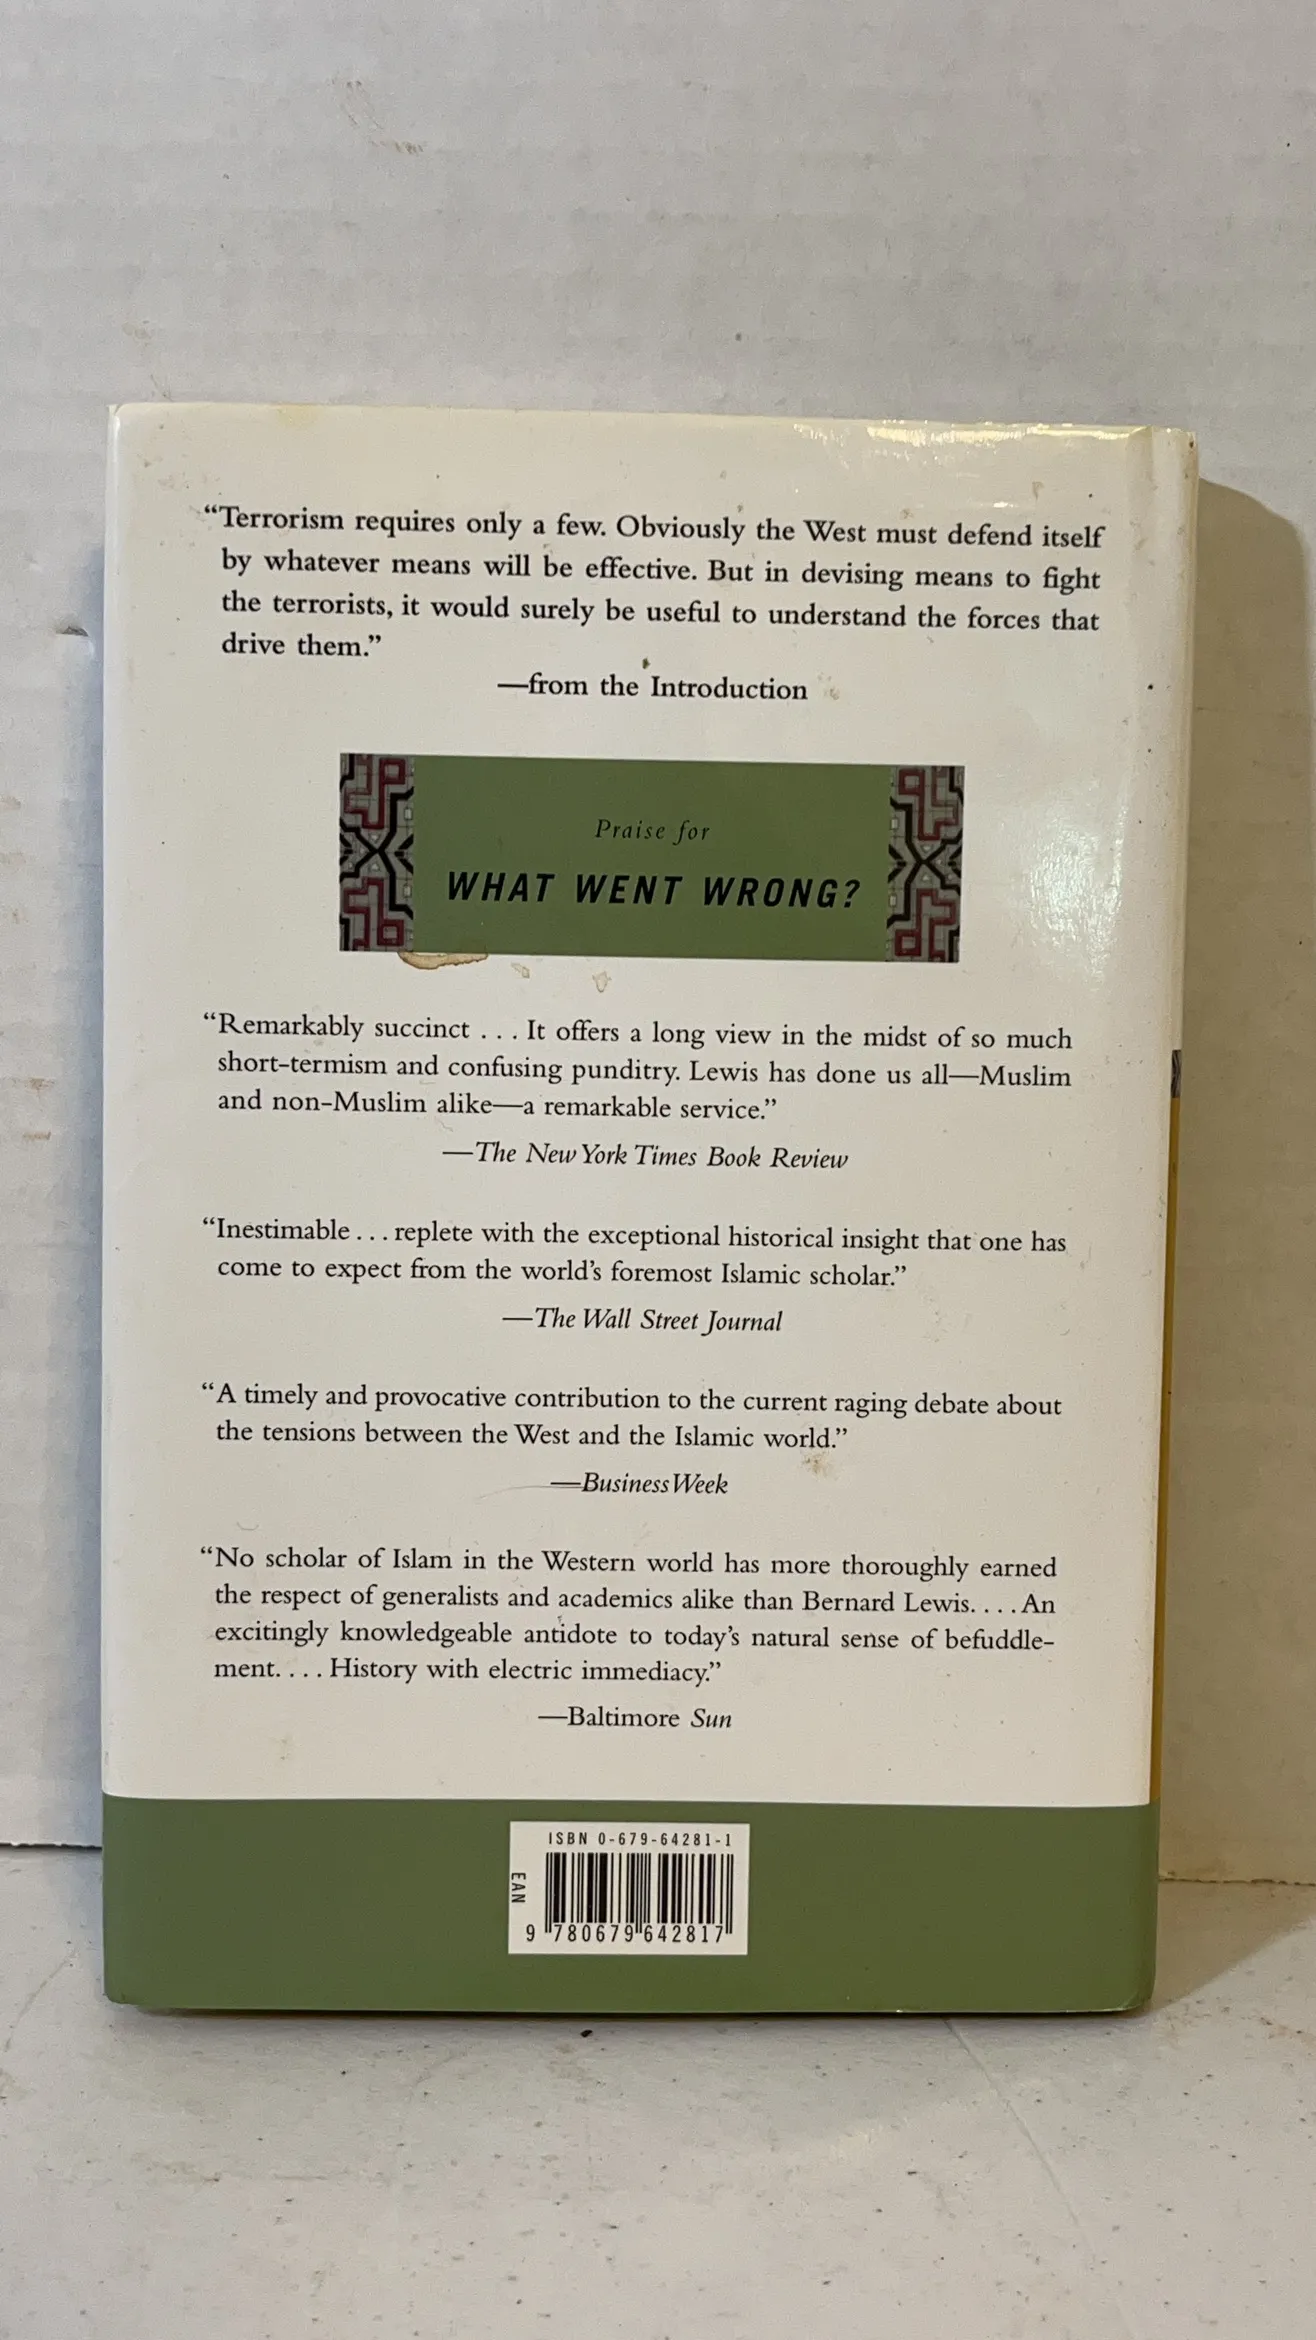 “Terrorism requires only a few. Obviously the West must defend itself
by whatever means will be effective. But in devising means to fight
the terrorists, it would surely be useful to understand the forces that
drive them.”
—from the Introduction
Praise for
WHAT WENT WRONG?
“Remarkably succinct . . . It offers a long view in the midst of so much
short-termism and confusing punditry. Lewis has done us all—Muslim
and non-Muslim alike—a remarkable service.”
—The New York Times Book Review
“Inestimable . . . replete with the exceptional historical insight that one has
come to expect from the world’s foremost Islamic scholar.”
—The Wall Street Journal
“A timely and provocative contribution to the current raging debate about
the tensions between the West and the Islamic world.”
—BusinessWeek
“No scholar of Islam in the Western world has more thoroughly earned
the respect of generalists and academics alike than Bernard Lewis. . . . An
excitingly knowledgeable antidote to today’s natural sense of befuddle-
ment. . . . History with electric immediacy.”
—Baltimore Sun
ISBN 0-679-64281-1
EAN
9 780679 642817